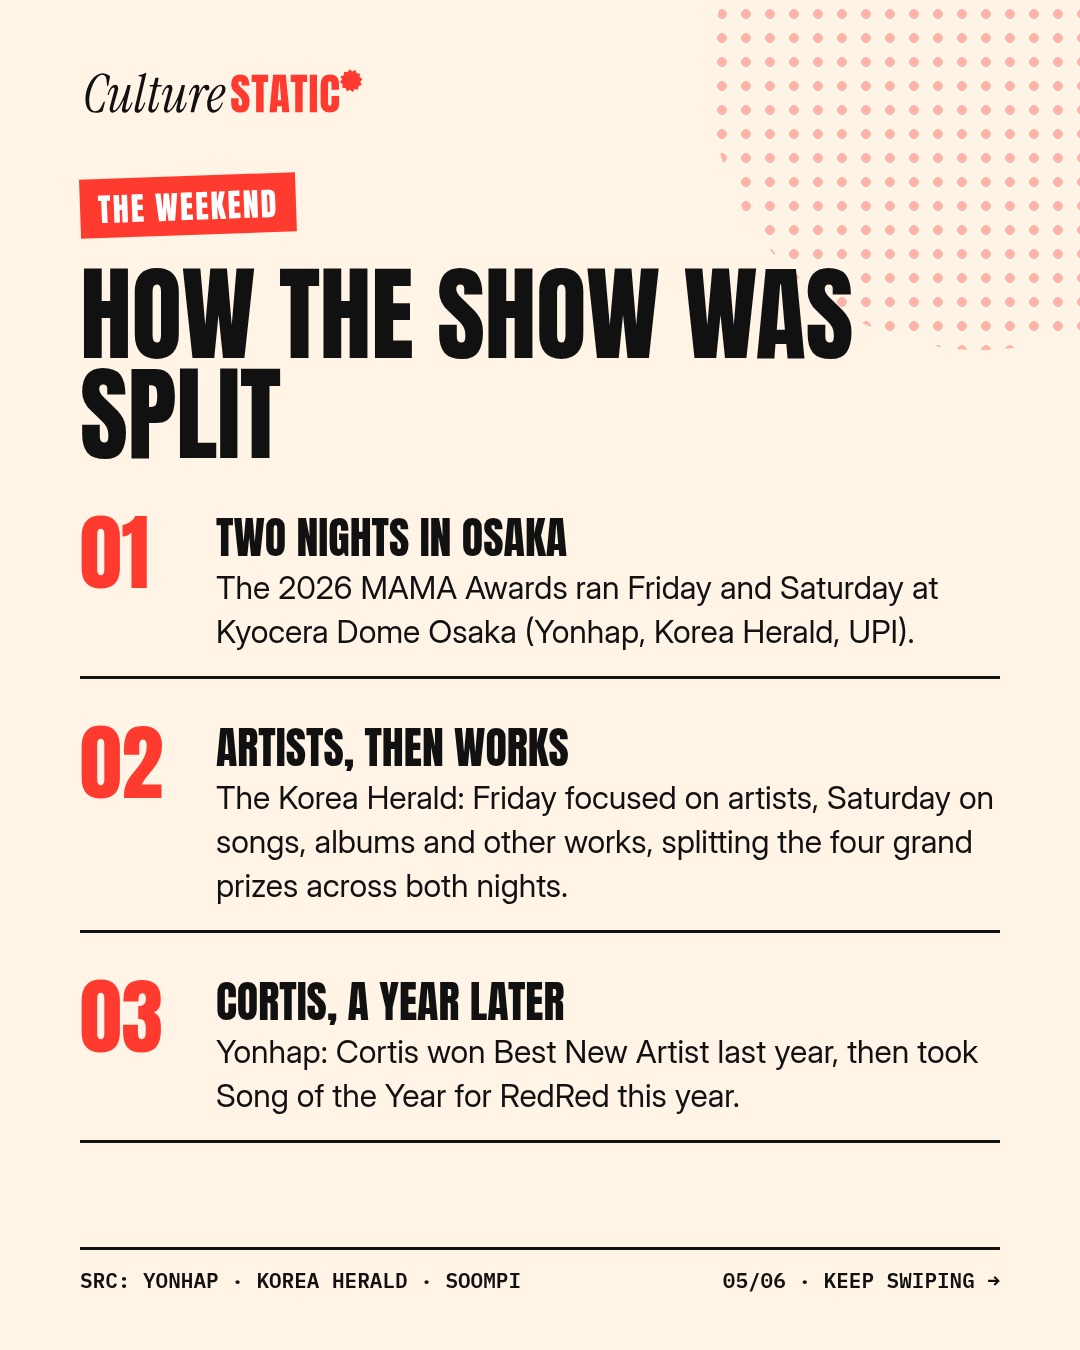 Culture STATIC
THE WEEKEND
HOW THE SHOW WAS
SPLIT
01
TWO NIGHTS IN OSAKA
The 2026 MAMA Awards ran Friday and Saturday at
Kyocera Dome Osaka (Yonhap, Korea Herald, UPI).
02
ARTISTS, THEN WORKS
The Korea Herald: Friday focused on artists, Saturday on
songs, albums and other works, splitting the four grand
prizes across both nights.
03
CORTIS, A YEAR LATER
Yonhap: Cortis won Best New Artist last year, then took
Song of the Year for RedRed this year.
SRC: YONHAP · KOREA HERALD · SOOMPI
05/06 · KEEP SWIPING →